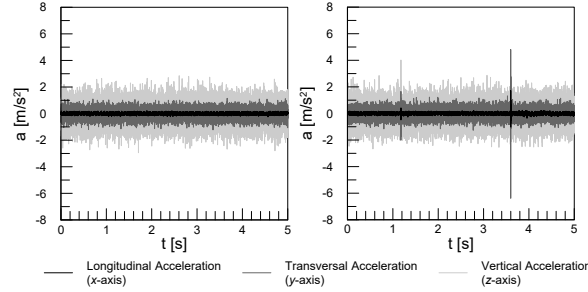 8
6
4
2
0
-2
-4
-6
-8
a [m/s²]
0 1 2 3 4 5
t [s]
8
6
4
2
0
-2
-4
-6
-8
a [m/s²]
0 1 2 3 4 5
t [s]
Longitudinal Acceleration Transversal Acceleration Vertical Acceleration
(x-axis) (y-axis) (z-axis)